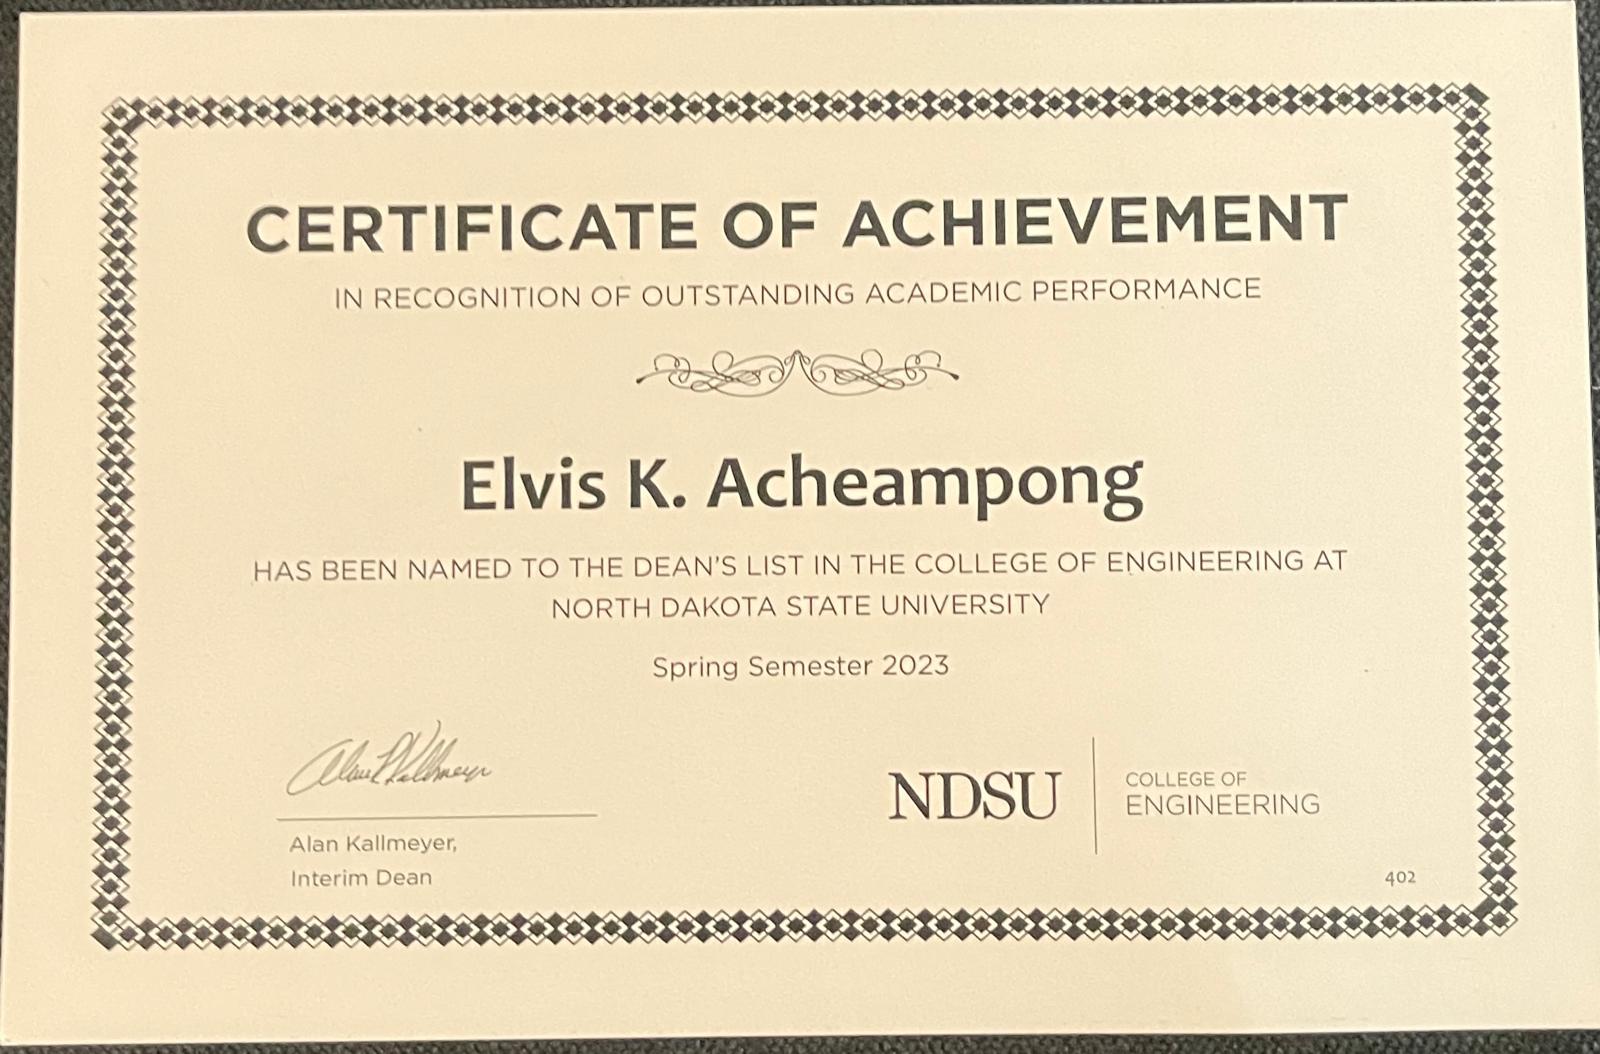 CERTIFICATE OF ACHIEVEMENT
IN RECOGNITION OF OUTSTANDING ACADEMIC PERFORMANCE
Elvis K. Acheampong
HAS BEEN NAMED TO THE DEAN'S LIST IN THE COLLEGE OF ENGINEERING AT
NORTH DAKOTA STATE UNIVERSITY
Spring Semester 2023
Alan Kallmeyer
Alan Kallmeyer,
Interim Dean
NDSU
COLLEGE OF
ENGINEERING
402